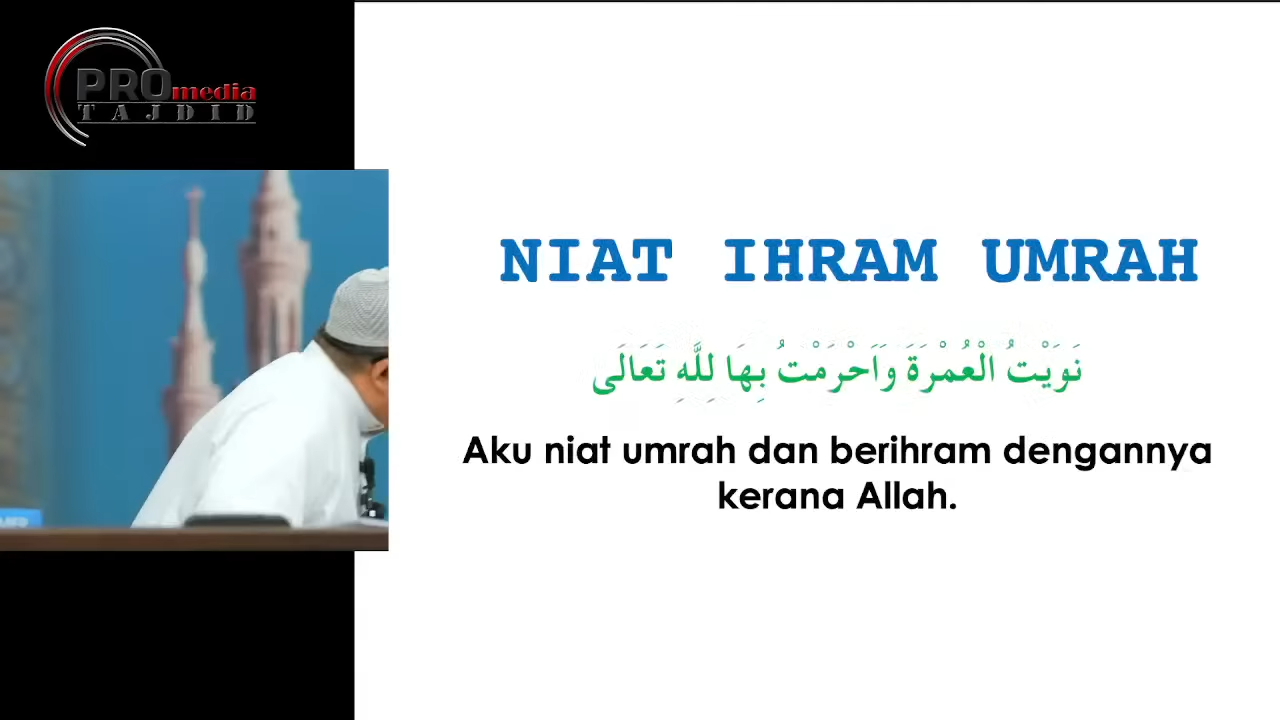 PROmedia
TAJDID
NIAT IHRAM UMRAH
نَوَيْتُ الْعُمْرَةَ وَاَحْرَمْتُ بِهَا لِلَّهِ تَعَالَى
Aku niat umrah dan berihram dengannya
kerana Allah.